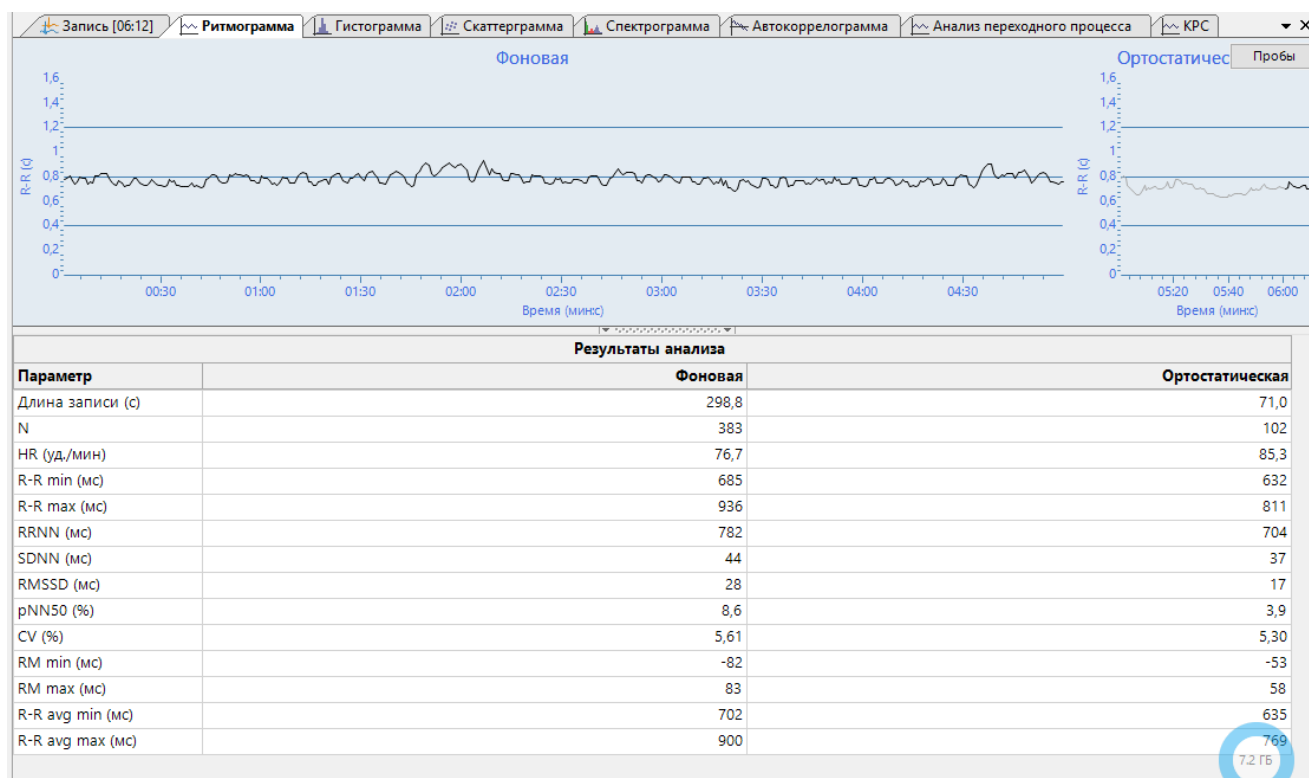 Запись [06:12] Ритмограмма Гистограмма Скаттерграмма Спектрограмма Автокоррелограмма Анализ переходного процесса КРС
Фоновая
R-R (с)
1,6
1,4
1,2
1
0,8
0,6
0,4
0,2
0
00:30 01:00 01:30 02:00 02:30 03:00 03:30 04:00 04:30
Время (мин:с)
Ортостатичес Пробы
R-R (с)
1,6
1,4
1,2
1
0,8
0,6
0,4
0,2
0
05:20 05:40 06:00
Время (мин:с)
Результаты анализа
Параметр Фоновая Ортостатическая
Длина записи (с) 298,8 71,0
N 383 102
HR (уд./мин) 76,7 85,3
R-R min (мс) 685 632
R-R max (мс) 936 811
RRNN (мс) 782 704
SDNN (мс) 44 37
RMSSD (мс) 28 17
pNN50 (%) 8,6 3,9
CV (%) 5,61 5,30
RM min (мс) -82 -53
RM max (мс) 83 58
R-R avg min (мс) 702 635
R-R avg max (мс) 900 769
7.2 ГБ